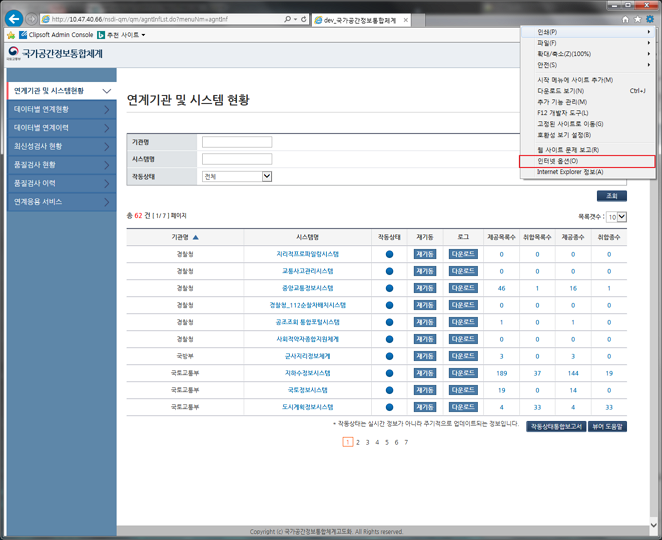 http://10.47.40.66/nsdi-qm/qm/agntInfLst.do?menuNm=agntInf
dev_국가공간정보통합체계
Clipsoft Admin Console
추천 사이트
국토교통부 국가공간정보통합체계
인쇄(P)
파일(F)
확대/축소(Z)(100%)
안전(S)
시작 메뉴에 사이트 추가(M)
다운로드 보기(N) Ctrl+J
추가 기능 관리(M)
F12 개발자 도구(L)
고정된 사이트로 이동(G)
호환성 보기 설정(B)
웹 사이트 문제 보고(R)
인터넷 옵션(O)
Internet Explorer 정보(A)
연계기관 및 시스템현황
데이터별 연계현황
데이터별 연계이력
최신성검사 현황
품질검사 현황
품질검사 이력
연계응용 서비스
연계기관 및 시스템 현황
기관명
시스템명
작동상태 전체
조회
총 62 건 | 1/ 7 | 페이지
목록갯수 : 10
기관명 ▲ 시스템명 작동상태 재기동 로그 제공목록수 취합목록수 제공종수 취합종수
경찰청 지리적프로파일링시스템 재기동 다운로드 0 0 0 0
경찰청 교통사고관리시스템 재기동 다운로드 0 0 0 0
경찰청 중앙교통정보시스템 재기동 다운로드 46 1 16 1
경찰청 경찰청_112순찰차배치시스템 재기동 다운로드 0 0 0 0
경찰청 공조조회 통합포털시스템 재기동 다운로드 1 0 1 0
경찰청 사회적약자종합지원체계 재기동 다운로드 0 0 0 0
국방부 군사지리정보체계 재기동 다운로드 3 0 3 0
국토교통부 지하수정보시스템 재기동 다운로드 189 37 144 19
국토교통부 국토정보시스템 재기동 다운로드 19 0 14 0
국토교통부 도시계획정보시스템 재기동 다운로드 4 33 4 33
* 작동상태는 실시간 정보가 아니라 주기적으로 업데이트되는 정보입니다.
작동상태통합보고서 뷰어 도움말
1 2 3 4 5 6 7
Copyright (c) 국가공간정보통합체계고도화. All Rights reserved.